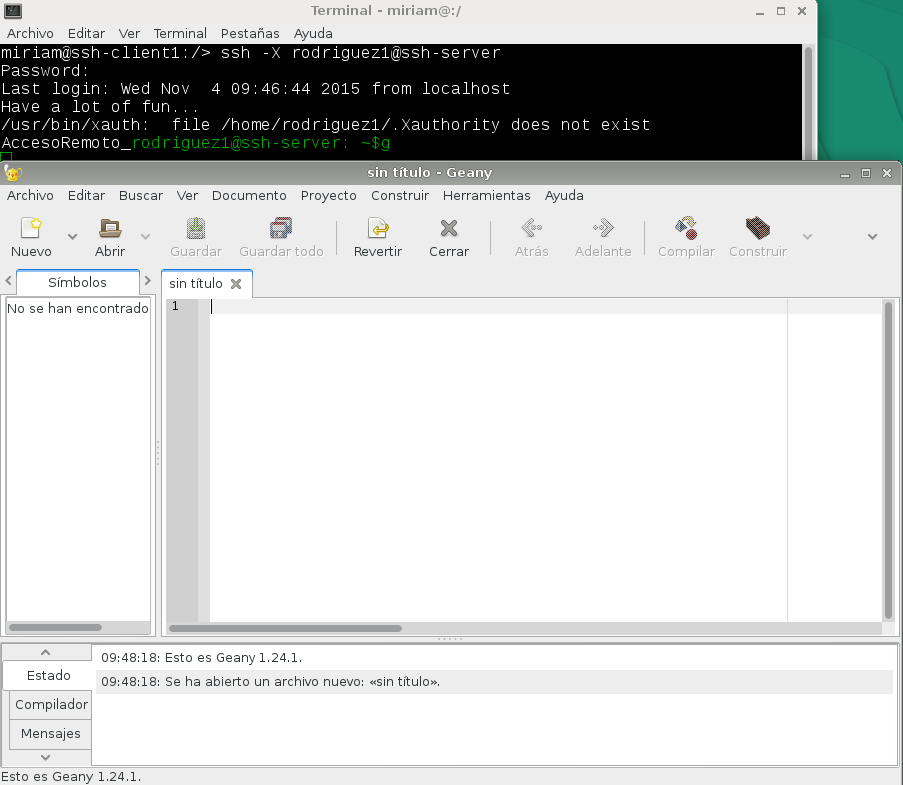 Terminal - miriam@:/
Archivo Editar Ver Terminal Pestañas Ayuda
miriam@ssh-client1:/> ssh -X rodriguez1@ssh-server
Password:
Last login: Wed Nov  4 09:46:44 2015 from localhost
Have a lot of fun...
/usr/bin/xauth:  file /home/rodriguez1/.Xauthority does not exist
AccesoRemoto_rodriguez1@ssh-server: ~$g
sin título - Geany
Archivo Editar Buscar Ver Documento Proyecto Construir Herramientas Ayuda
Nuevo Abrir Guardar Guardar todo Revertir Cerrar Atrás Adelante Compilar Construir
Símbolos sin título
No se han encontrado 1
Estado
Compilador
Mensajes
09:48:18: Esto es Geany 1.24.1.
09:48:18: Se ha abierto un archivo nuevo: «sin título».
Esto es Geany 1.24.1.